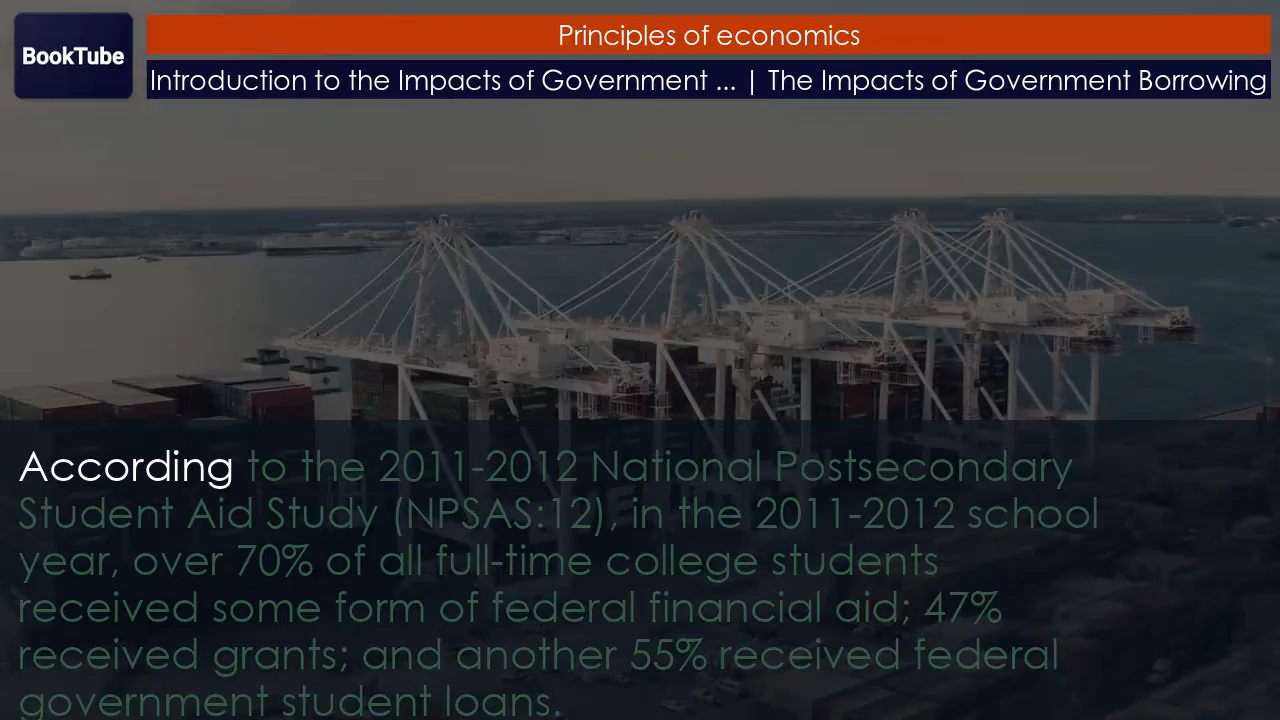 BookTube
Principles of economics
Introduction to the Impacts of Government ... | The Impacts of Government Borrowing
According to the 2011-2012 National Postsecondary
Student Aid Study (NPSAS:12), in the 2011-2012 school
year, over 70% of all full-time college students
received some form of federal financial aid; 47%
received grants; and another 55% received federal
government student loans.